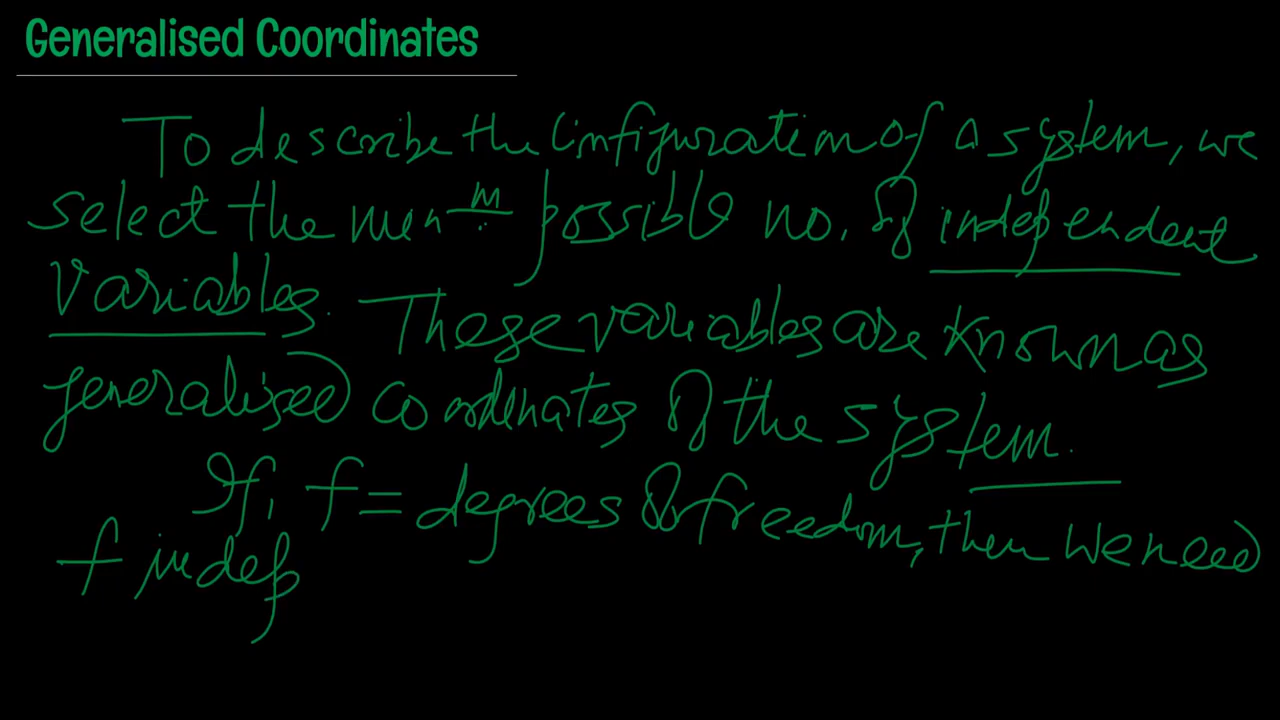 Generalised Coordinates
To describe the Configuration of a system, we
select the minm possible no. of independent
Variables. These variables are known as
generalised coordinates of the system.
If, f = degrees of freedom, then we need
f indep